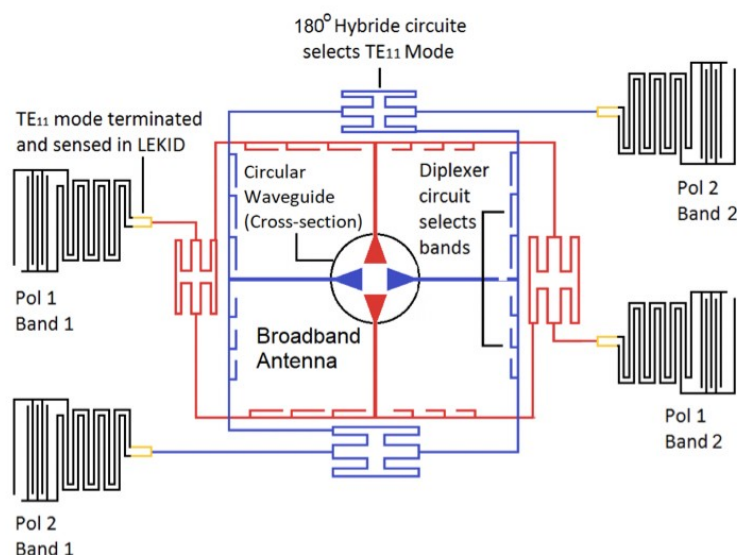 180° Hybride circuite
selects TE₁₁ Mode
TE₁₁ mode terminated
and sensed in LEKID
Circular
Waveguide
(Cross-section)
Diplexer
circuit
selects
bands
Pol 2
Band 2
Pol 1
Band 1
Broadband
Antenna
Pol 1
Band 2
Pol 2
Band 1